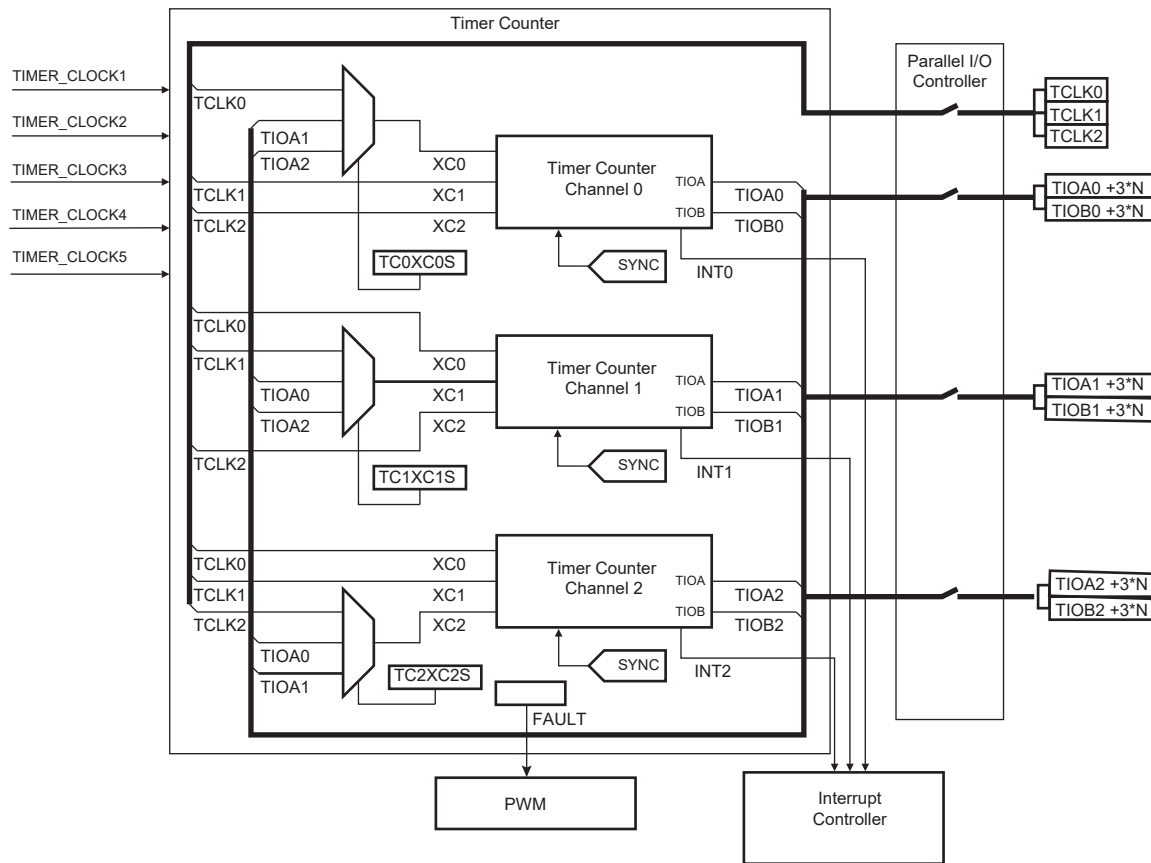 Timer Counter
Parallel I/O
Controller
TIMER_CLOCK1
TIMER_CLOCK2
TIMER_CLOCK3
TIMER_CLOCK4
TIMER_CLOCK5
TCLK0
TIOA1
TIOA2
TCLK1
TCLK2
XC0
XC1
XC2
Timer Counter
Channel 0
TIOA
TIOB
TIOA0
TIOB0
TC0XC0S
SYNC
INT0
TCLK0
TCLK1
TCLK2
TIOA0 +3*N
TIOB0 +3*N
TCLK0
TCLK1
TIOA0
TIOA2
TCLK2
XC0
XC1
XC2
Timer Counter
Channel 1
TIOA
TIOB
TIOA1
TIOB1
TC1XC1S
SYNC
INT1
TIOA1 +3*N
TIOB1 +3*N
TCLK0
TCLK1
TCLK2
TIOA0
TIOA1
XC0
XC1
XC2
Timer Counter
Channel 2
TIOA
TIOB
TIOA2
TIOB2
TC2XC2S
SYNC
INT2
TIOA2 +3*N
TIOB2 +3*N
FAULT
PWM
Interrupt
Controller